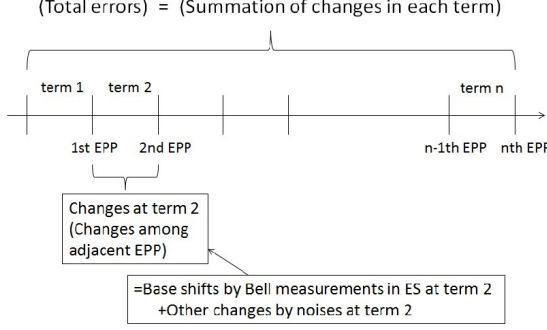 (Total errors) = (Summation of changes in each term)
term 1 term 2 term n
1st EPP 2nd EPP n-1th EPP nth EPP
Changes at term 2
(Changes among
adjacent EPP)
=Base shifts by Bell measurements in ES at term 2
+Other changes by noises at term 2